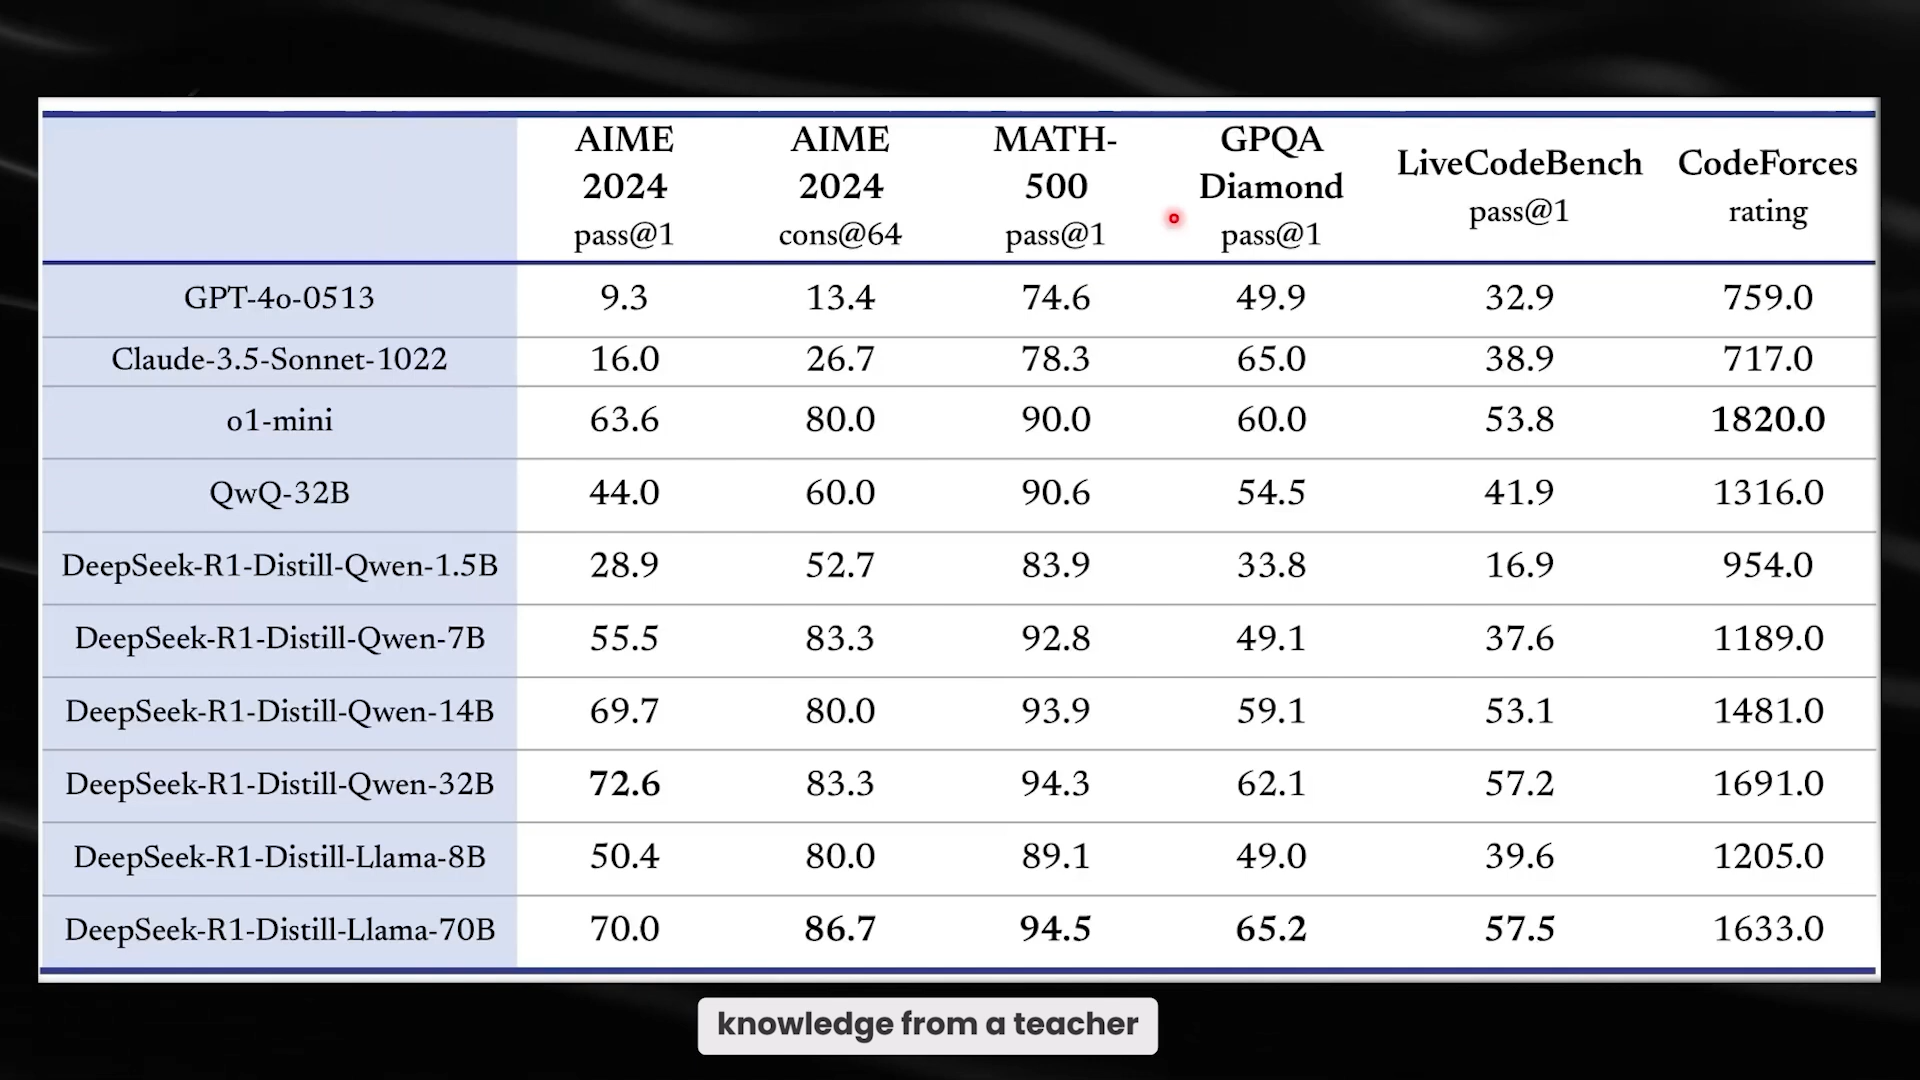 AIME 2024 pass@1 AIME 2024 cons@64 MATH-500 pass@1 GPQA Diamond pass@1 LiveCodeBench pass@1 CodeForces rating
GPT-4o-0513 9.3 13.4 74.6 49.9 32.9 759.0
Claude-3.5-Sonnet-1022 16.0 26.7 78.3 65.0 38.9 717.0
o1-mini 63.6 80.0 90.0 60.0 53.8 1820.0
QwQ-32B 44.0 60.0 90.6 54.5 41.9 1316.0
DeepSeek-R1-Distill-Qwen-1.5B 28.9 52.7 83.9 33.8 16.9 954.0
DeepSeek-R1-Distill-Qwen-7B 55.5 83.3 92.8 49.1 37.6 1189.0
DeepSeek-R1-Distill-Qwen-14B 69.7 80.0 93.9 59.1 53.1 1481.0
DeepSeek-R1-Distill-Qwen-32B 72.6 83.3 94.3 62.1 57.2 1691.0
DeepSeek-R1-Distill-Llama-8B 50.4 80.0 89.1 49.0 39.6 1205.0
DeepSeek-R1-Distill-Llama-70B 70.0 86.7 94.5 65.2 57.5 1633.0
knowledge from a teacher